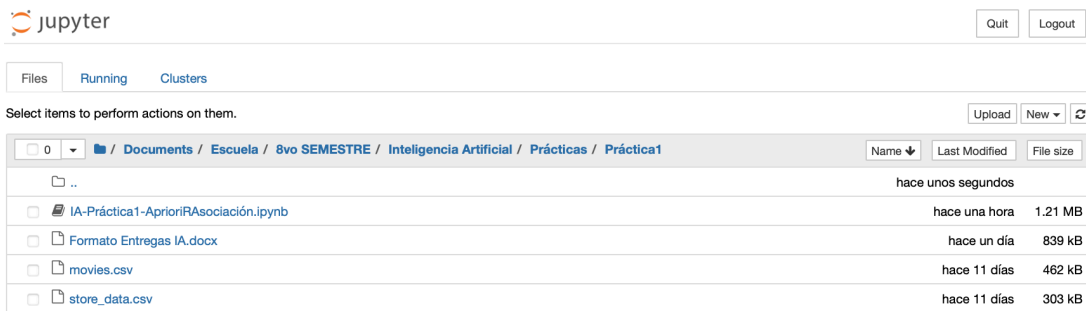 jupyter Quit Logout
Files Running Clusters
Select items to perform actions on them. Upload New
0 / Documents / Escuela / 8vo SEMESTRE / Inteligencia Artificial / Prácticas / Práctica1 Name Last Modified File size
.. hace unos segundos
IA-Práctica1-AprioriRAsociación.ipynb hace una hora 1.21 MB
Formato Entregas IA.docx hace un día 839 kB
movies.csv hace 11 días 462 kB
store_data.csv hace 11 días 303 kB